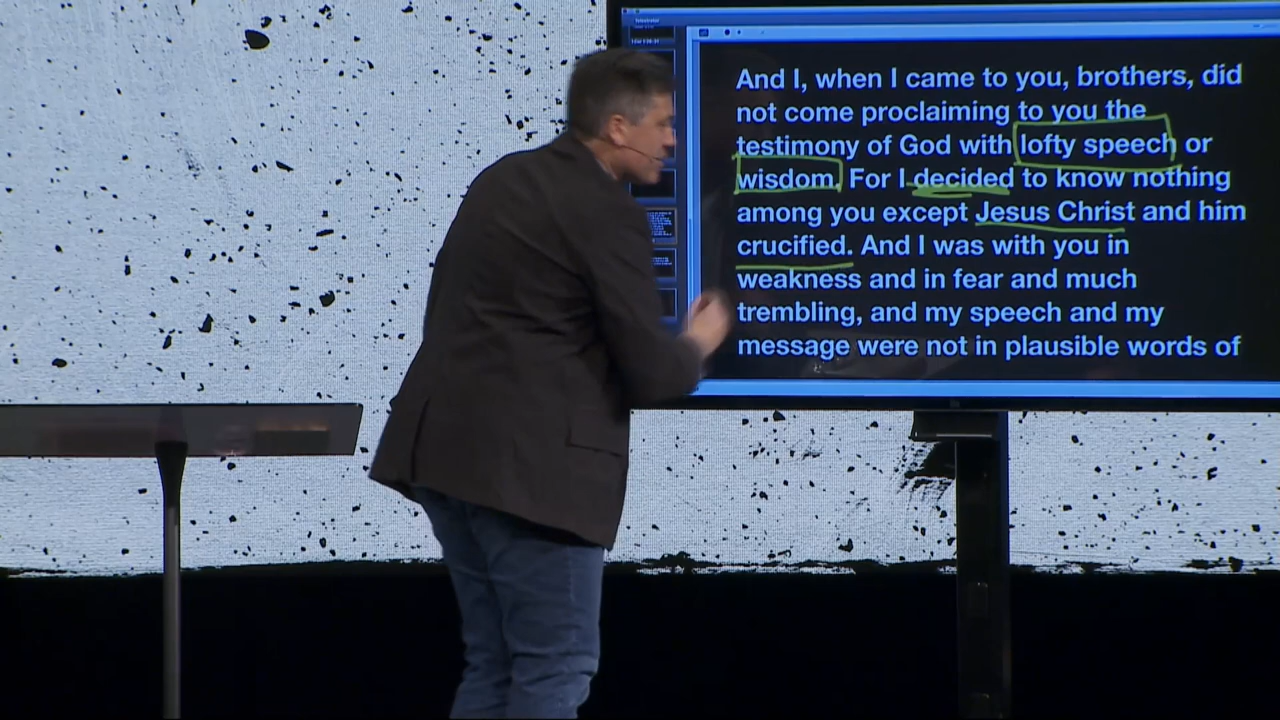 And I, when I came to you, brothers, did
not come proclaiming to you the
testimony of God with lofty speech or
wisdom. For I decided to know nothing
among you except Jesus Christ and him
crucified. And I was with you in
weakness and in fear and much
trembling, and my speech and my
message were not in plausible words of